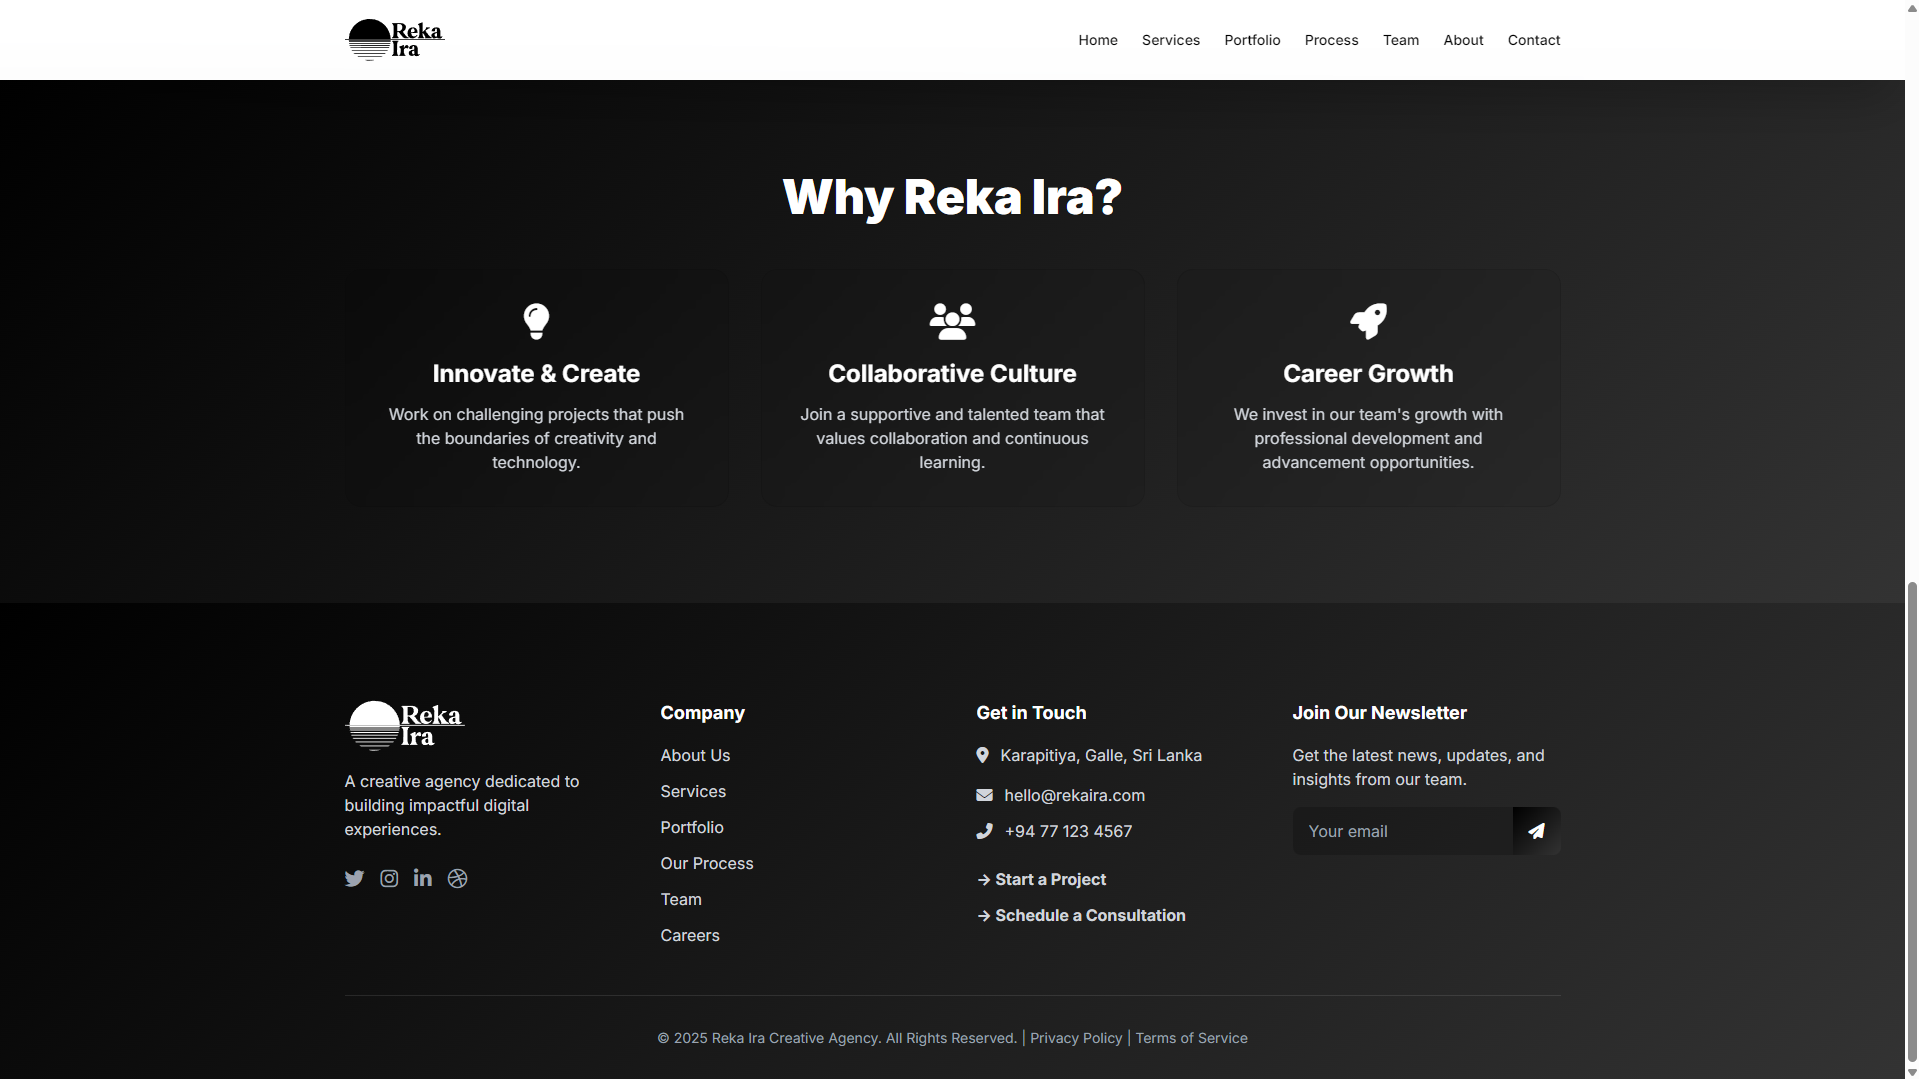 Reka
Ira
Home
Services
Portfolio
Process
Team
About
Contact
Why Reka Ira?
Innovate & Create
Work on challenging projects that push
the boundaries of creativity and
technology.
Collaborative Culture
Join a supportive and talented team that
values collaboration and continuous
learning.
Career Growth
We invest in our team's growth with
professional development and
advancement opportunities.
Reka
Ira
A creative agency dedicated to
building impactful digital
experiences.
Company
About Us
Services
Portfolio
Our Process
Team
Careers
Get in Touch
Karapitiya, Galle, Sri Lanka
hello@rekaira.com
+94 77 123 4567
→ Start a Project
→ Schedule a Consultation
Join Our Newsletter
Get the latest news, updates, and
insights from our team.
Your email
© 2025 Reka Ira Creative Agency. All Rights Reserved. | Privacy Policy | Terms of Service